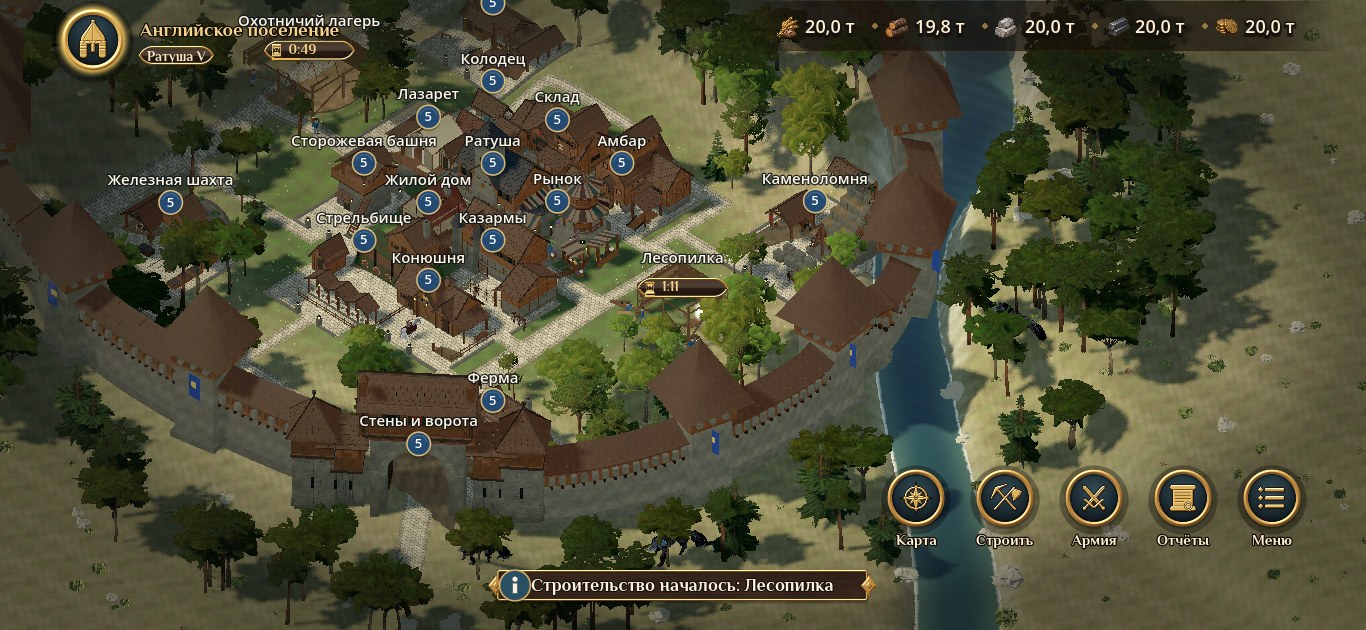 Охотничий лагерь
Английское поселение
0:49
Ратуша V
20,0 т
19,8 т
20,0 т
20,0 т
20,0 т
5
Колодец
5
Лазарет
5
Склад
5
Сторожевая башня
5
Ратуша
5
Амбар
5
Железная шахта
5
Жилой дом
5
Рынок
5
Каменоломня
5
Стрельбище
5
Казармы
5
Конюшня
5
Лесопилка
1:11
Ферма
5
Стены и ворота
5
Карта
Строить
Армия
Отчёты
Меню
Строительство началось: Лесопилка